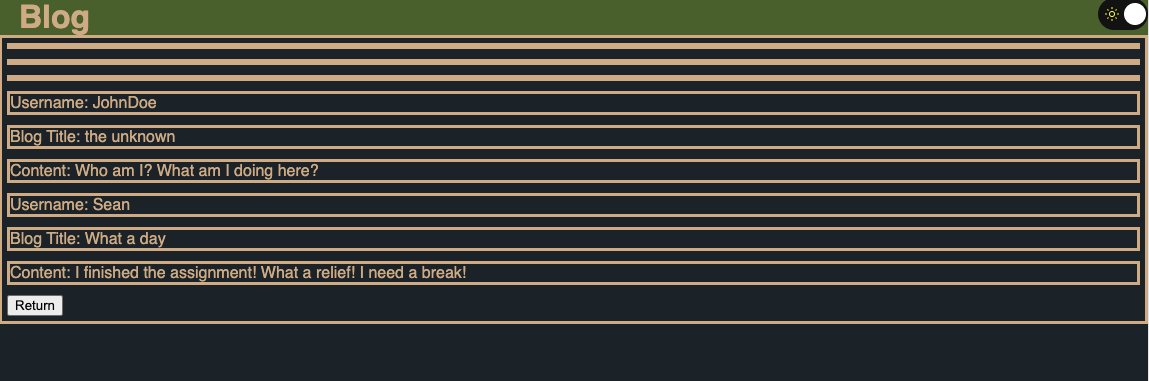 Blog
Username: JohnDoe
Blog Title: the unknown
Content: Who am I? What am I doing here?
Username: Sean
Blog Title: What a day
Content: I finished the assignment! What a relief! I need a break!
Return